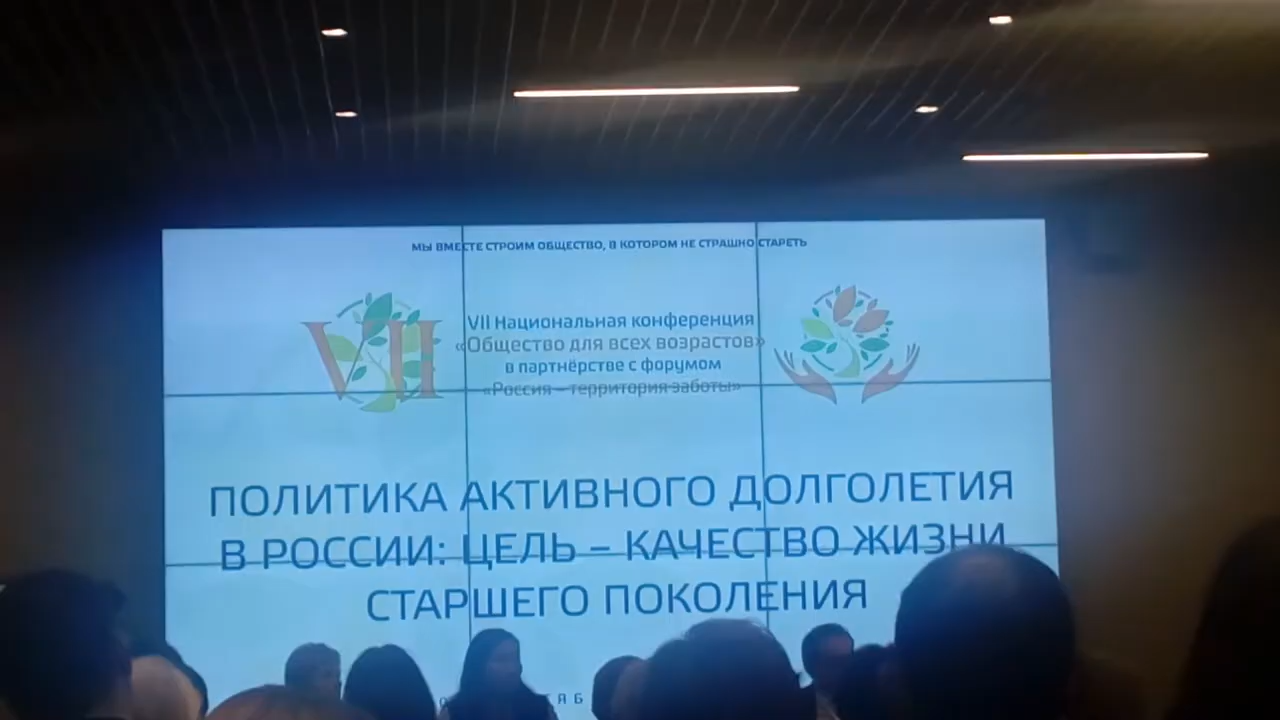 МЫ ВМЕСТЕ СТРОИМ ОБЩЕСТВО, В КОТОРОМ НЕ СТРАШНО СТАРЕТЬ
VII
VII Национальная конференция
«Общество для всех возрастов»
в партнёрстве с форумом
«Россия – территория заботы»
ПОЛИТИКА АКТИВНОГО ДОЛГОЛЕТИЯ
В РОССИИ: ЦЕЛЬ – КАЧЕСТВО ЖИЗНИ
СТАРШЕГО ПОКОЛЕНИЯ